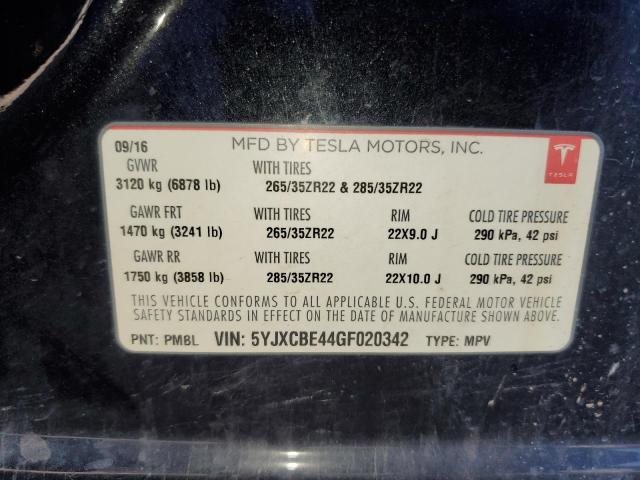 09/16 MFD BY TESLA MOTORS, INC.
GVWR WITH TIRES
3120 kg (6878 lb) 265/35ZR22 & 285/35ZR22
TESLA
GAWR FRT WITH TIRES RIM COLD TIRE PRESSURE
1470 kg (3241 lb) 265/35ZR22 22X9.0 J 290 kPa, 42 psi
GAWR RR WITH TIRES RIM COLD TIRE PRESSURE
1750 kg (3858 lb) 285/35ZR22 22X10.0 J 290 kPa, 42 psi
THIS VEHICLE CONFORMS TO ALL APPLICABLE U.S. FEDERAL MOTOR VEHICLE
SAFETY STANDARDS IN EFFECT ON THE DATE OF MANUFACTURE SHOWN ABOVE.
PNT: PMBL VIN: 5YJXCBE44GF020342 TYPE: MPV